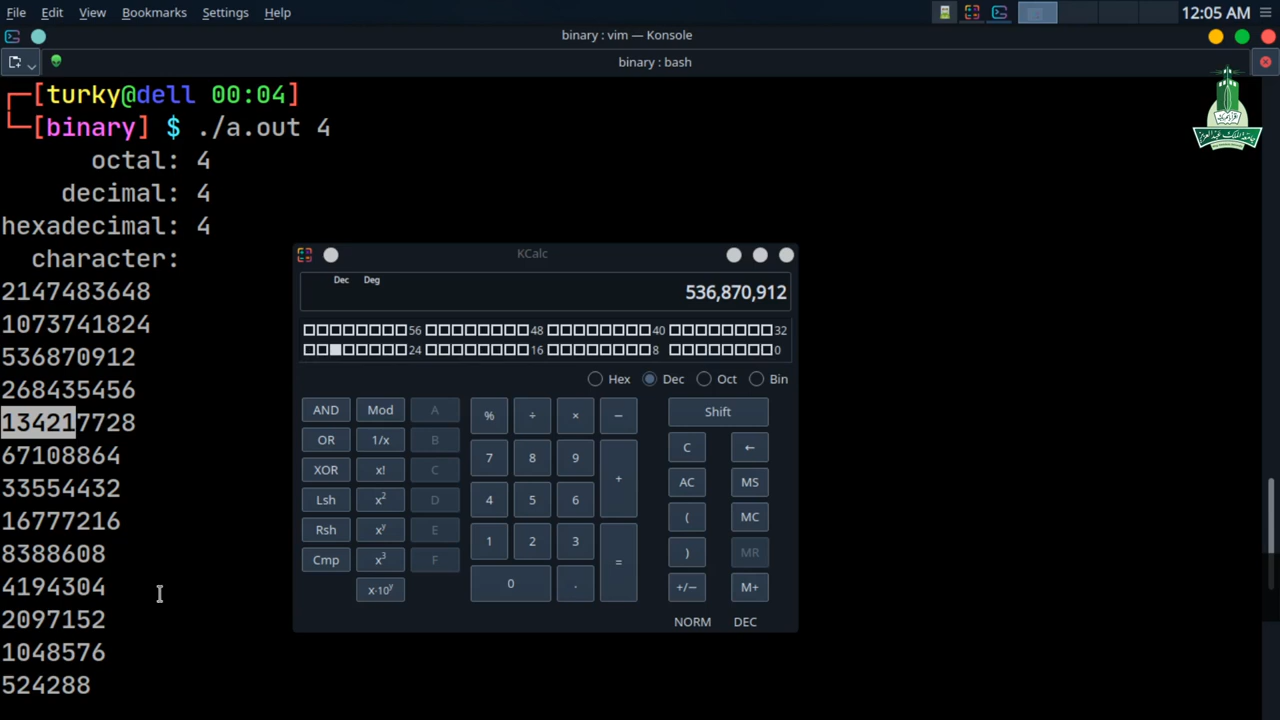 File Edit View Bookmarks Settings Help 12:05 AM
binary : vim — Konsole
binary : bash
┌─[turky@dell 00:04]
└─[binary] $ ./a.out 4
octal: 4
decimal: 4
hexadecimal: 4
character:
2147483648
1073741824
536870912
268435456
134217728
67108864
33554432
16777216
8388608
4194304
2097152
1048576
524288
KCalc
Dec Deg
536,870,912
56 48 40 32
24 16 8 0
Hex Dec Oct Bin
AND Mod A % ÷ × − Shift
OR 1/x B 7 8 9 + C ←
XOR x! C
Lsh x² D 4 5 6 AC MS
Rsh xʸ E 1 2 3 = ( MC
Cmp x³ F ) MR
x·10ʸ 0 . +/− M+
NORM DEC